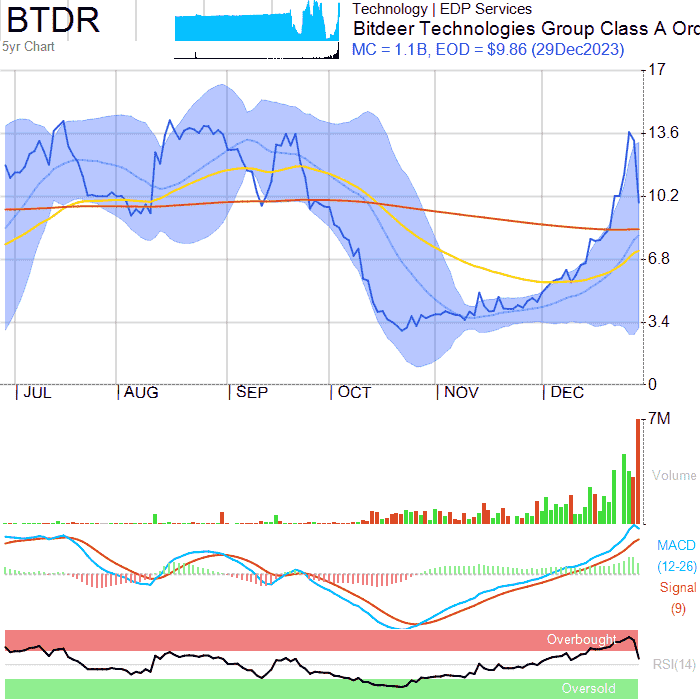 BTDR
5yr Chart
Technology | EDP Services
Bitdeer Technologies Group Class A Ord
MC = 1.1B, EOD = $9.86 (29Dec2023)
17
13.6
10.2
6.8
3.4
0
JUL AUG SEP OCT NOV DEC
7M
Volume
MACD
(12-26)
Signal
(9)
Overbought
RSI(14)
Oversold